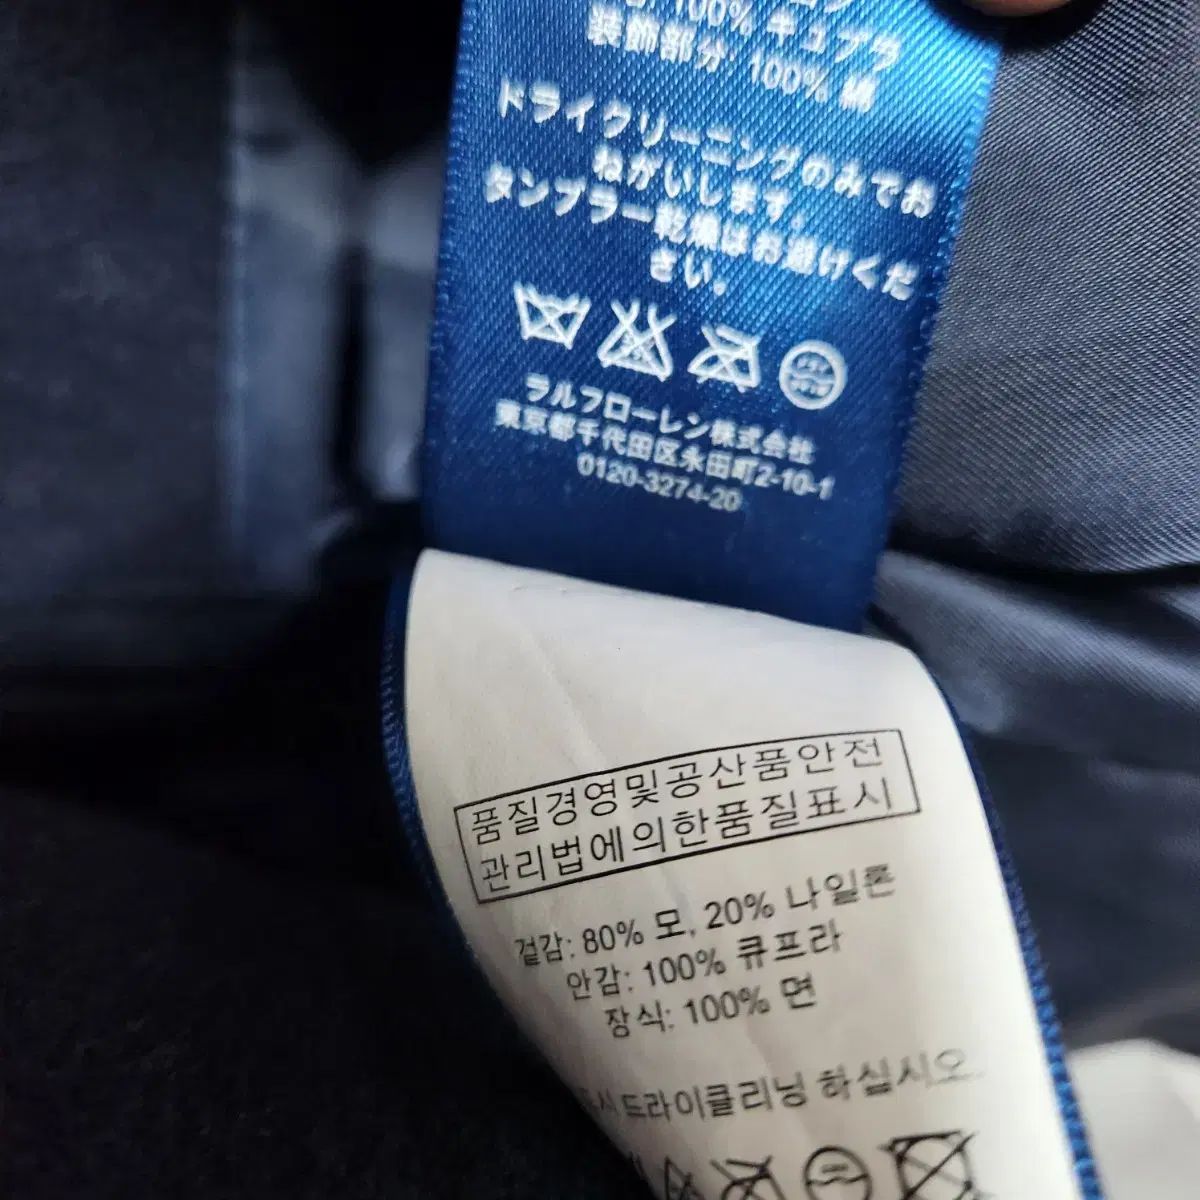 100% キュプラ
装飾部分 100% 綿
ドライクリーニングのみでお
ねがいします。
タンブラー乾燥はお避けくだ
さい。
ラルフローレン株式会社
東京都千代田区永田町2-10-1
0120-3274-20
품질경영및공산품안전
관리법에의한품질표시
겉감: 80% 모, 20% 나일론
안감: 100% 큐프라
장식: 100% 면
드라이클리닝 하십시오.